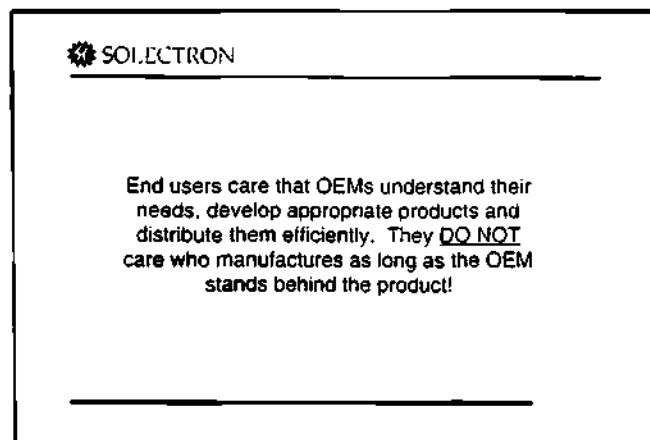 SOLECTRON
End users care that OEMs understand their
needs, develop appropriate products and
distribute them efficiently. They DO NOT
care who manufactures as long as the OEM
stands behind the product!